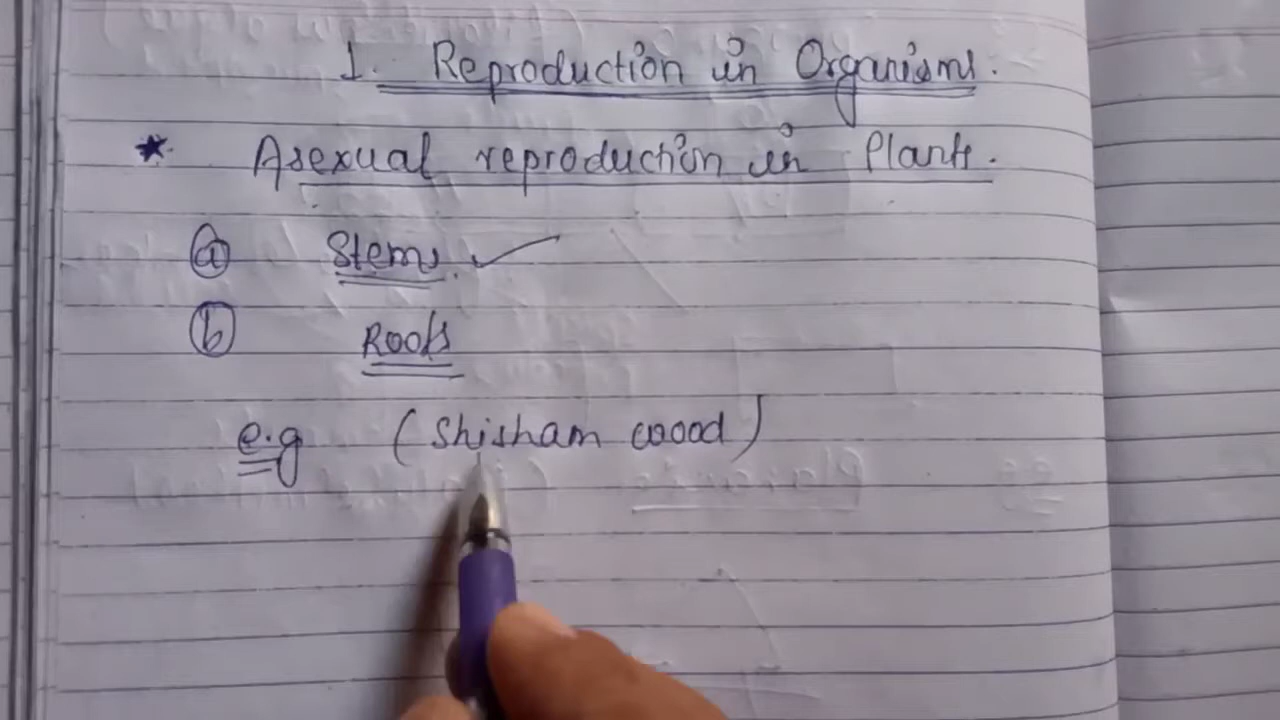 1. Reproduction in Organisms.
* Asexual reproduction in Plants.
(a) Stems.
(b) Roots
e.g (Shisham wood)